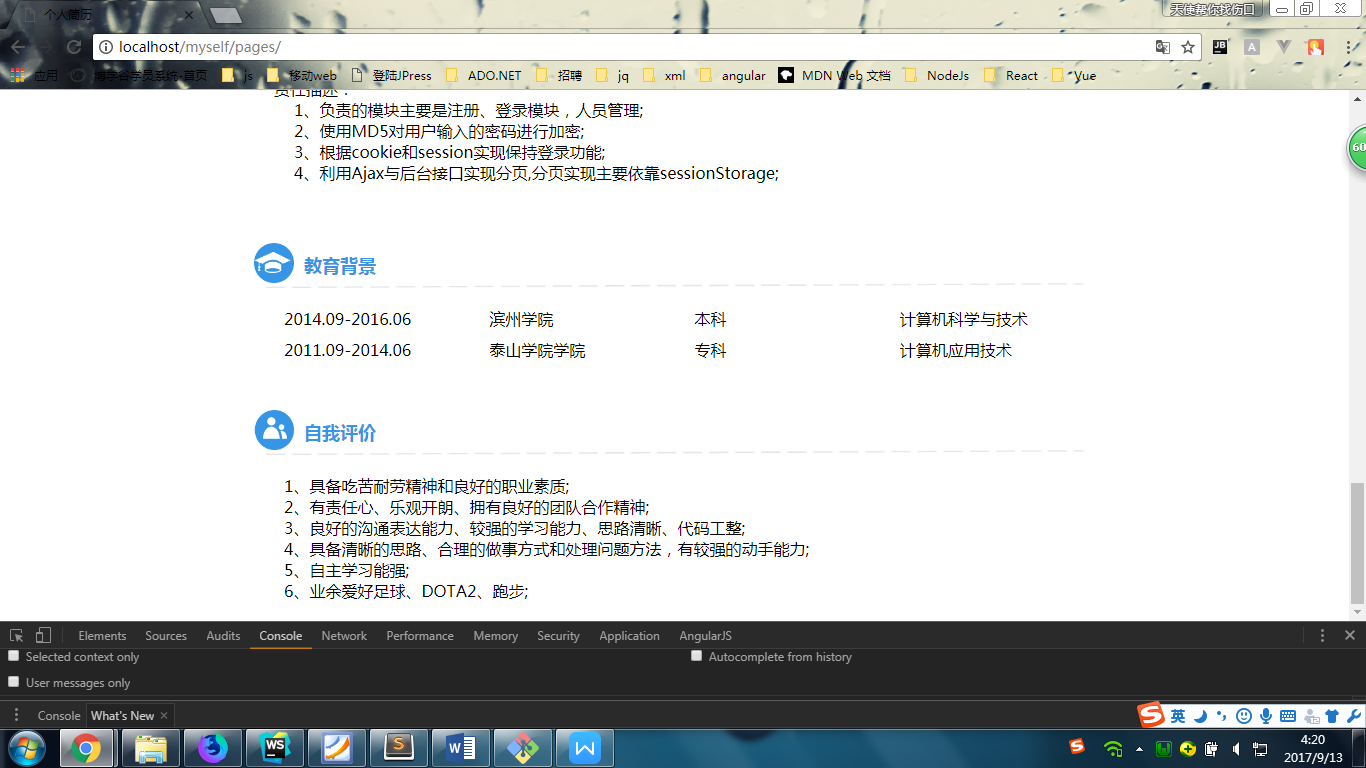 个人简历
天使帮你找伤口
localhost/myself/pages/
JB
A
应用
博学谷学员系统-首页
js
移动web
登陆JPress
ADO.NET
招聘
jq
xml
angular
MDN Web 文档
NodeJs
React
Vue
责任描述：
1、负责的模块主要是注册、登录模块，人员管理;
2、使用MD5对用户输入的密码进行加密;
3、根据cookie和session实现保持登录功能;
4、利用Ajax与后台接口实现分页,分页实现主要依靠sessionStorage;
60
教育背景
2014.09-2016.06 滨州学院 本科 计算机科学与技术
2011.09-2014.06 泰山学院学院 专科 计算机应用技术
自我评价
1、具备吃苦耐劳精神和良好的职业素质;
2、有责任心、乐观开朗、拥有良好的团队合作精神;
3、良好的沟通表达能力、较强的学习能力、思路清晰、代码工整;
4、具备清晰的思路、合理的做事方式和处理问题方法，有较强的动手能力;
5、自主学习能强;
6、业余爱好足球、DOTA2、跑步;
Elements Sources Audits Console Network Performance Memory Security Application AngularJS
Selected context only
Autocomplete from history
User messages only
Console What's New
英
WS
S
W
4:20
2017/9/13